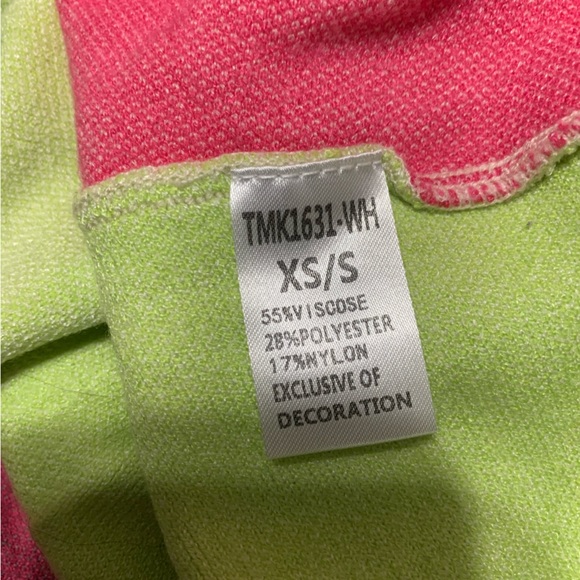 TMK1631-WH
XS/S
55%VISCOSE
28%POLYESTER
17%NYLON
EXCLUSIVE OF
DECORATION